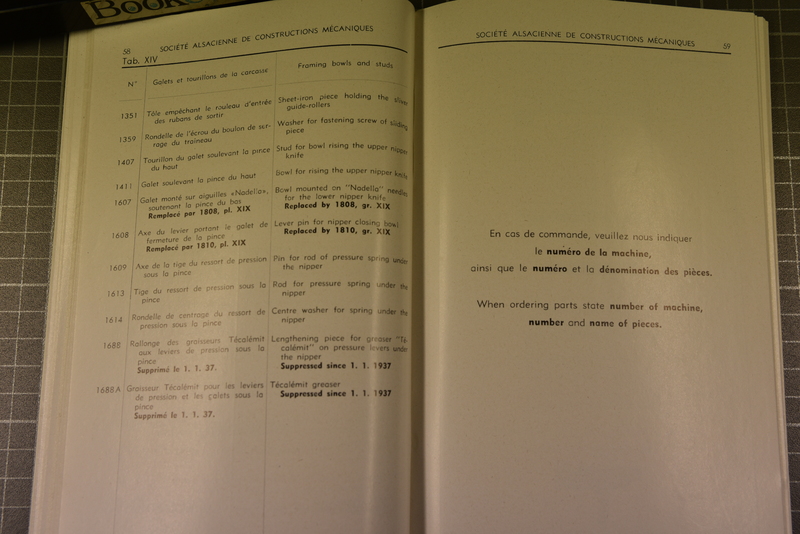 BOOK
58 SOCIÉTÉ ALSACIENNE DE CONSTRUCTIONS MÉCANIQUES
Tab. XIV
N° Galets et tourillons de la carcasse Framing bowls and studs
1351 Tôle empêchant le rouleau d'entrée Sheet-iron piece holding the sliver
des rubans de sortir guide-rollers
1359 Rondelle de l'écrou du boulon de ser- Washer for fastening screw of sliding
rage du traineau piece
1407 Tourillon du galet soulevant la pince Stud for bowl rising the upper nipper
du haut knife
1411 Galet soulevant la pince du haut Bowl for rising the upper nipper knife
1607 Galet monté sur aiguilles «Nadella», Bowl mounted on "Nadella" needles
soutenant la pince du bas for the lower nipper knife
Remplacé par 1808, pl. XIX Replaced by 1808, gr. XIX
1608 Axe du levier portant le galet de Lever pin for nipper closing bowl
fermeture de la pince Replaced by 1810, gr. XIX
Remplacé par 1810, pl. XIX
1609 Axe de la tige du ressort de pression Pin for rod of pressure spring under
sous la pince the nipper
1613 Tige du ressort de pression sous la Rod for pressure spring under the
pince nipper
1614 Rondelle de centrage du ressort de Centre washer for spring under the
pression sous la pince nipper
1688 Rallonge des graisseurs Técalémit Lengthening piece for greaser "Té-
aux leviers de pression sous la calémit" on pressure levers under
pince the nipper
Supprimé le 1. 1. 37. Suppressed since 1. 1. 1937
1688 A Graisseur Técalémit pour les leviers Técalémit greaser
de pression et les galets sous la Suppressed since 1. 1. 1937
pince
Supprimé le 1. 1. 37.
SOCIÉTÉ ALSACIENNE DE CONSTRUCTIONS MÉCANIQUES 59
En cas de commande, veuillez nous indiquer
le numéro de la machine,
ainsi que le numéro et la dénomination des pièces.
When ordering parts state number of machine,
number and name of pieces.